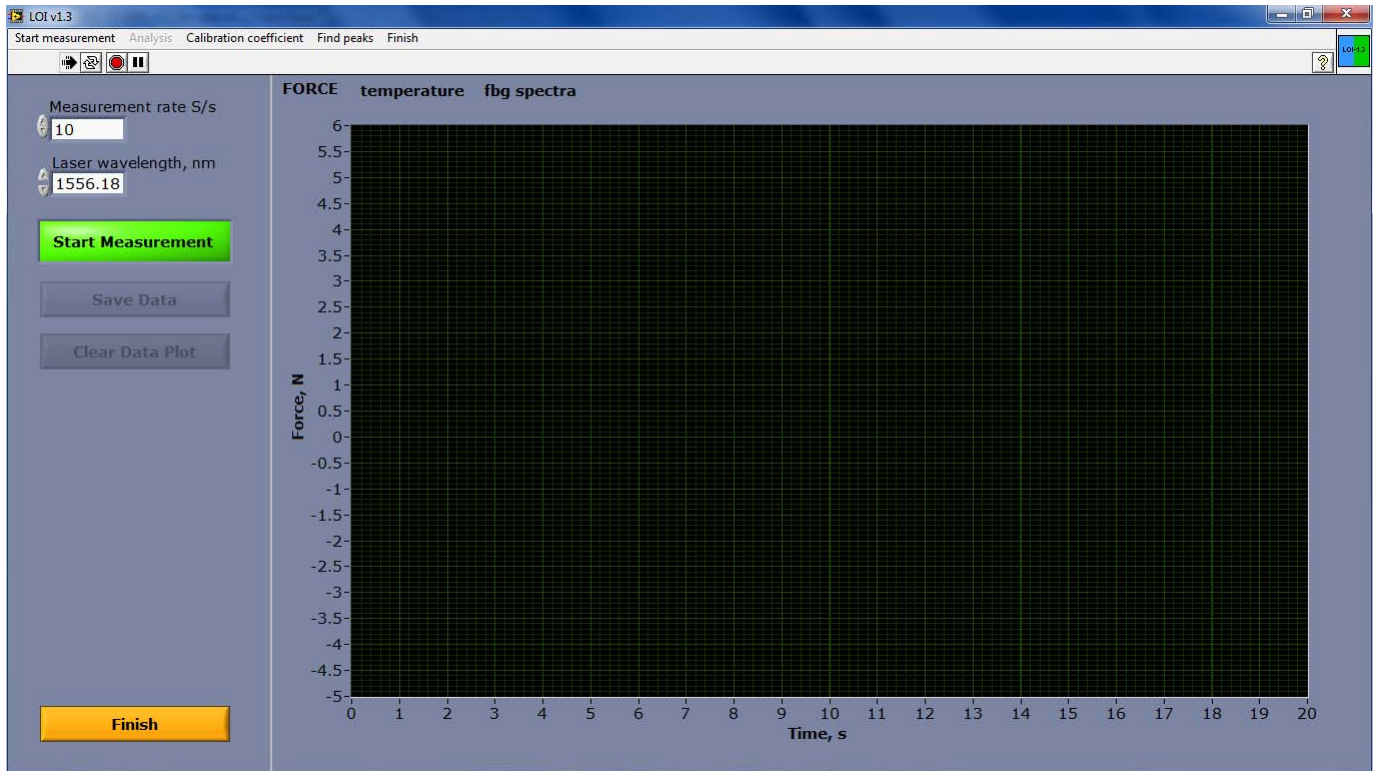 LOI v1.3
Start measurement Analysis Calibration coefficient Find peaks Finish
LOI-1.3
FORCE temperature fbg spectra
Measurement rate S/s
10
Laser wavelength, nm
1556.18
Start Measurement
Save Data
Clear Data Plot
Finish
Force, N
6
5.5
5
4.5
4
3.5
3
2.5
2
1.5
1
0.5
0
-0.5
-1
-1.5
-2
-2.5
-3
-3.5
-4
-4.5
-5
0 1 2 3 4 5 6 7 8 9 10 11 12 13 14 15 16 17 18 19 20
Time, s